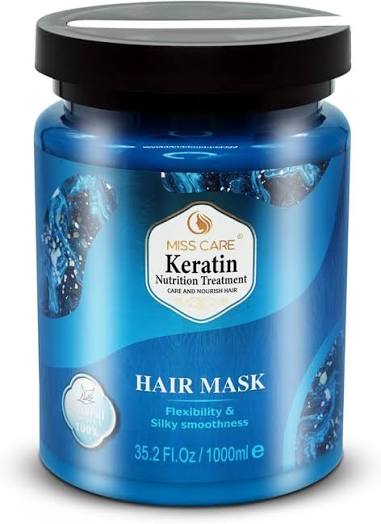 MISS CARE ®
Keratin
Nutrition Treatment
CARE AND NOURISH HAIR
HAIR MASK
Flexibility &
Silky smoothness
100%
35.2 Fl.Oz / 1000ml ℮